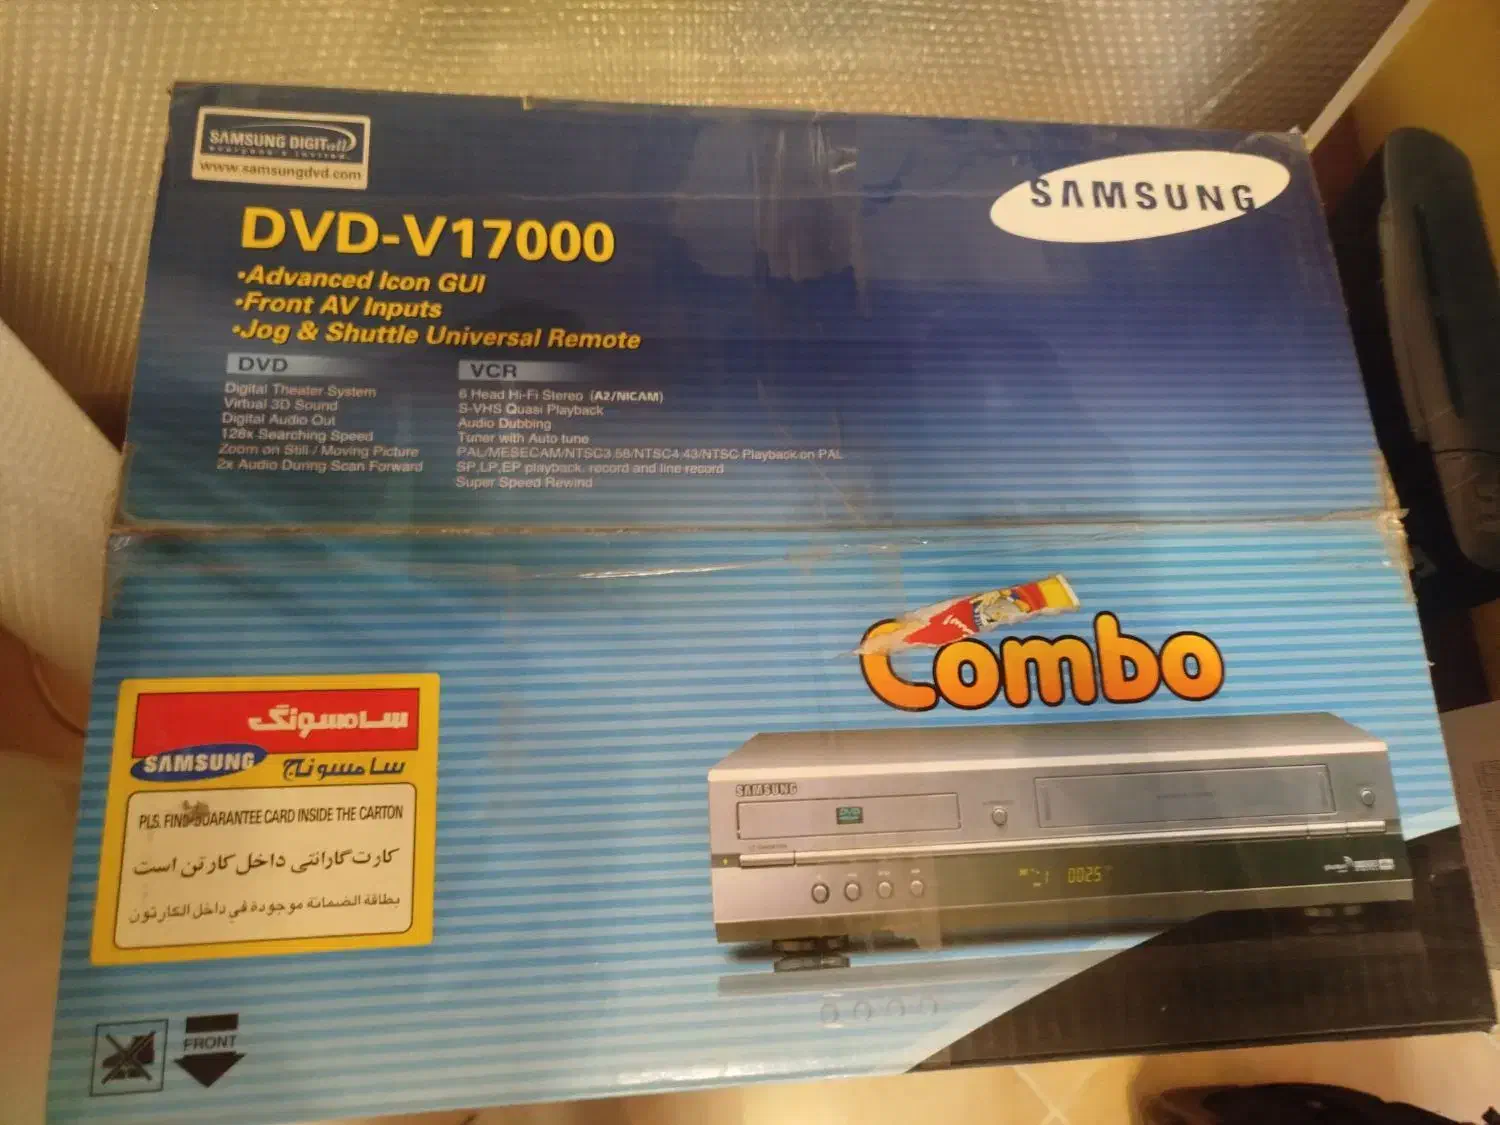 SAMSUNG DIGITall
everyone's invited
www.samsungdvd.com
SAMSUNG
DVD-V17000
•Advanced Icon GUI
•Front AV Inputs
•Jog & Shuttle Universal Remote
DVD
Digital Theater System
Virtual 3D Sound
Digital Audio Out
128x Searching Speed
Zoom on Still / Moving Picture
2x Audio During Scan Forward
VCR
6 Head Hi-Fi Stereo (A2/NICAM)
S-VHS Quasi Playback
Audio Dubbing
Tuner with Auto tune
PAL/MESECAM/NTSC3.58/NTSC4.43/NTSC Playback on PAL
SP,LP,EP playback, record and line record
Super Speed Rewind
Combo
سامسونگ
SAMSUNG سامسونج
PLS. FIND GUARANTEE CARD INSIDE THE CARTON
کارت گارانتی داخل کارتن است
بطاقة الضمانة موجودة في داخل الكارتون
SAMSUNG
DVD
0025
FRONT